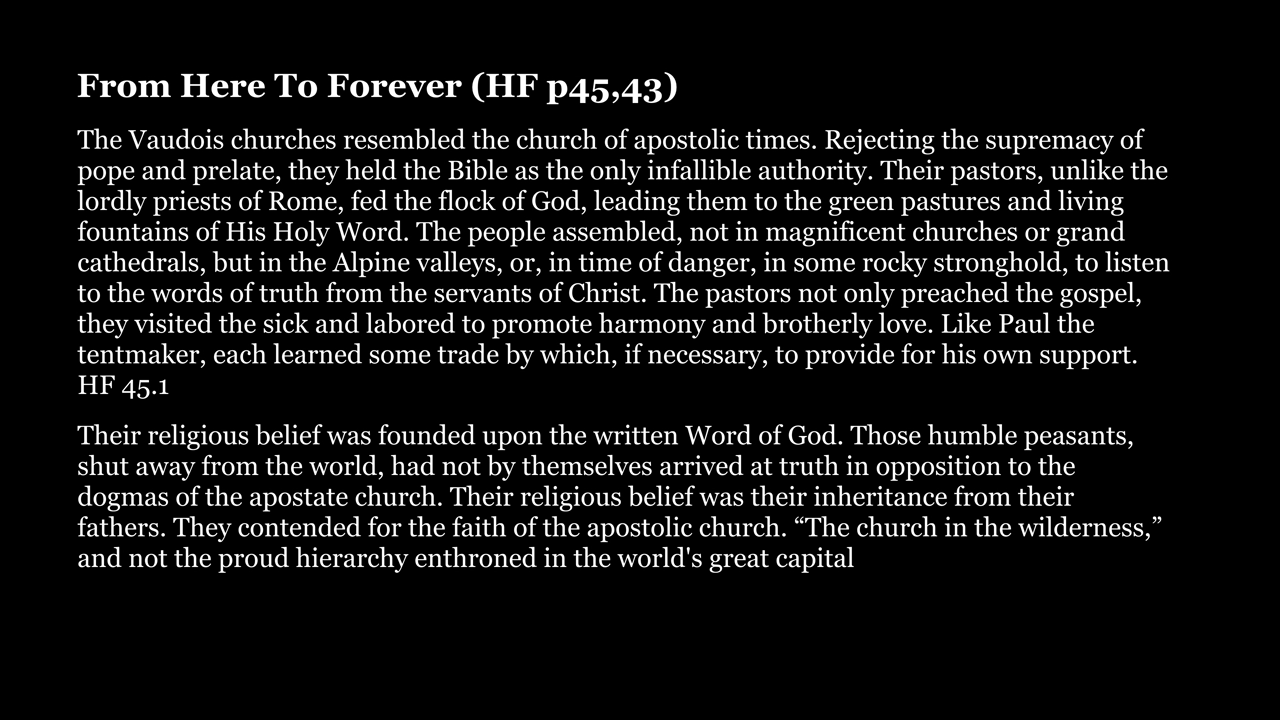 From Here To Forever (HF p45,43)
The Vaudois churches resembled the church of apostolic times. Rejecting the supremacy of
pope and prelate, they held the Bible as the only infallible authority. Their pastors, unlike the
lordly priests of Rome, fed the flock of God, leading them to the green pastures and living
fountains of His Holy Word. The people assembled, not in magnificent churches or grand
cathedrals, but in the Alpine valleys, or, in time of danger, in some rocky stronghold, to listen
to the words of truth from the servants of Christ. The pastors not only preached the gospel,
they visited the sick and labored to promote harmony and brotherly love. Like Paul the
tentmaker, each learned some trade by which, if necessary, to provide for his own support.
HF 45.1
Their religious belief was founded upon the written Word of God. Those humble peasants,
shut away from the world, had not by themselves arrived at truth in opposition to the
dogmas of the apostate church. Their religious belief was their inheritance from their
fathers. They contended for the faith of the apostolic church. “The church in the wilderness,”
and not the proud hierarchy enthroned in the world's great capital